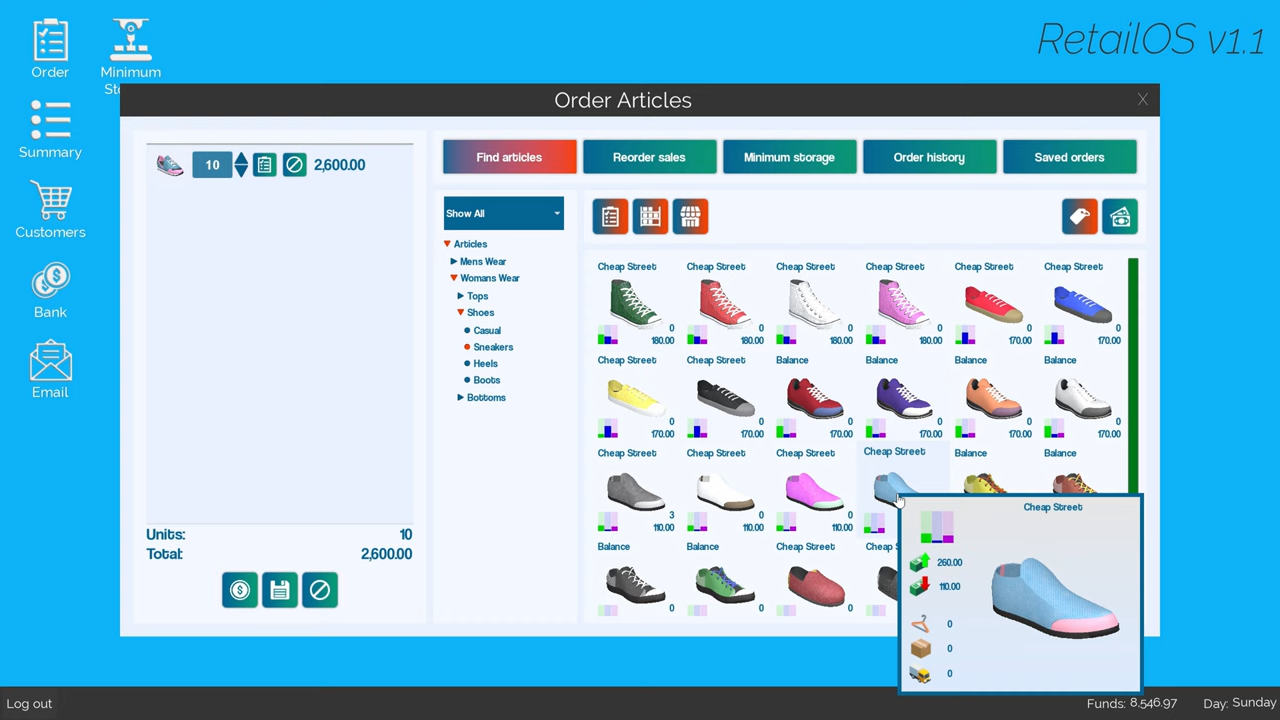 RetailOS v1.1
Order
Minimum
Summary
Customers
Bank
Email
Order Articles
X
10
2,600.00
Units: 10
Total: 2,600.00
Find articles
Reorder sales
Minimum storage
Order history
Saved orders
Show All
Articles
Mens Wear
Womans Wear
Tops
Shoes
Casual
Sneakers
Heels
Boots
Bottoms
Cheap Street Cheap Street Cheap Street Cheap Street Cheap Street Cheap Street
0 0 0 0 0 0
180.00 180.00 180.00 180.00 170.00 170.00
Cheap Street Cheap Street Balance Balance Balance Balance
0 0 0 0 0 0
170.00 170.00 170.00 170.00 170.00 170.00
Cheap Street Cheap Street Cheap Street Cheap Street Balance Balance
3 0 0
110.00 110.00 110.00
Balance Balance Cheap Street
0 0 0
Cheap Street
260.00
110.00
0
0
0
Log out
Funds: 8,546.97 Day: Sunday